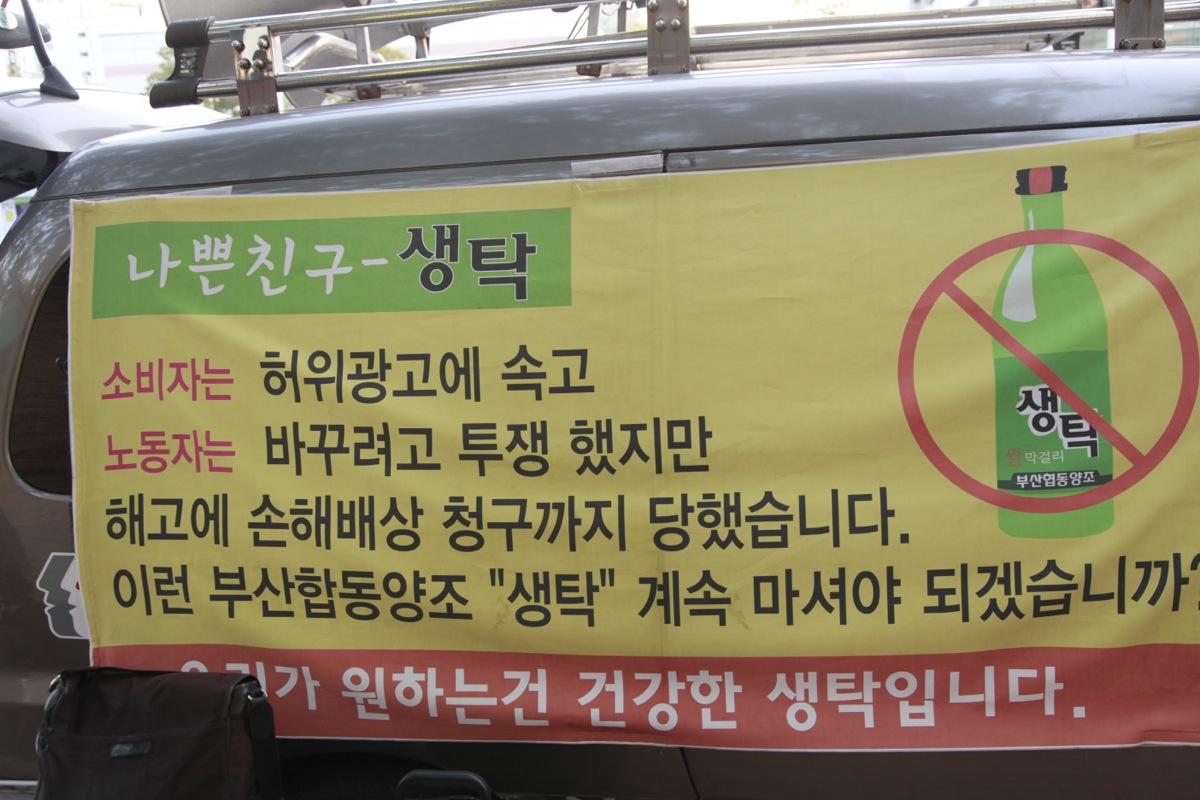 나쁜친구-생탁
소비자는 허위광고에 속고
노동자는 바꾸려고 투쟁 했지만
해고에 손해배상 청구까지 당했습니다.
이런 부산합동양조 "생탁" 계속 마셔야 되겠습니까?
원하는건 건강한 생탁입니다.
생탁
쌀막걸리
부산협동양조